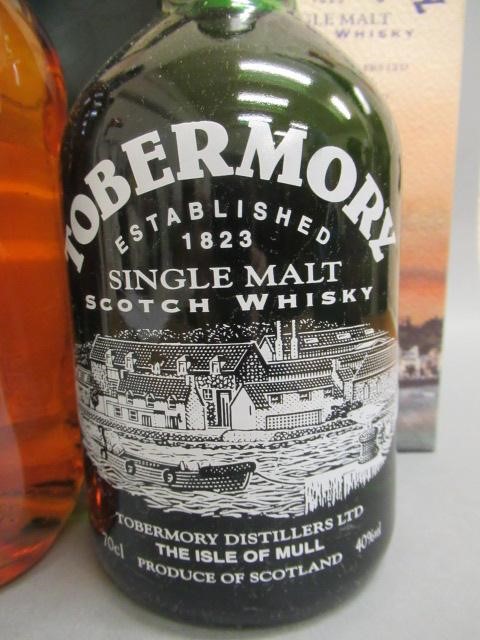 TOBERMORY
ESTABLISHED
1823
SINGLE MALT
SCOTCH WHISKY
TOBERMORY DISTILLERS LTD
70cl THE ISLE OF MULL 40%vol
PRODUCE OF SCOTLAND
MALT
WHISKY